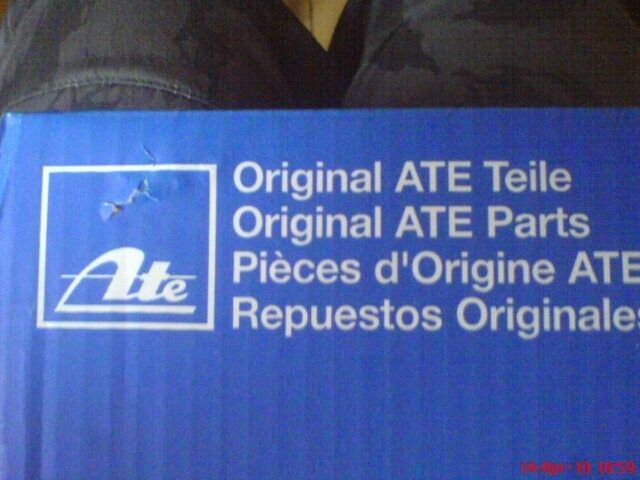 Original ATE Teile
Original ATE Parts
Pièces d'Origine ATE
Repuestos Originales
Ate